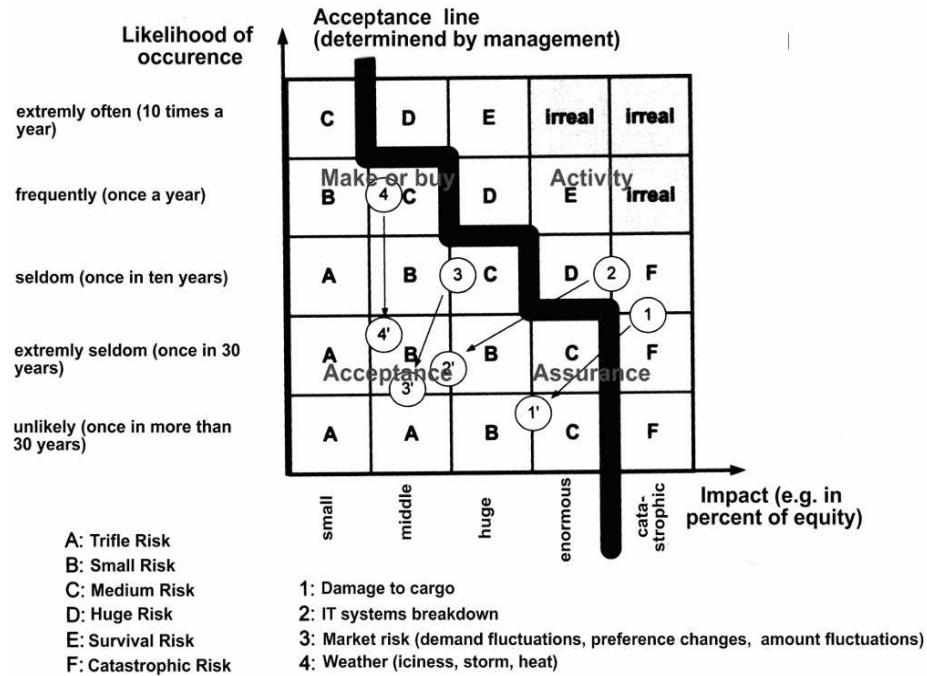 Acceptance line
(determinend by management)
Likelihood of
occurence
extremly often (10 times a
year)
C
D
E
irreal
irreal
Make or buy
Activity
frequently (once a year)
B
4
C
D
E
irreal
seldom (once in ten years)
A
B
3
C
D
2
F
1
4'
extremly seldom (once in 30
years)
A
B
2'
B
C
F
Acceptance
Assurance
3'
1'
unlikely (once in more than
30 years)
A
A
B
C
F
small
middle
huge
enormous
cata-
strophic
Impact (e.g. in
percent of equity)
A: Trifle Risk
B: Small Risk
C: Medium Risk
D: Huge Risk
E: Survival Risk
F: Catastrophic Risk
1: Damage to cargo
2: IT systems breakdown
3: Market risk (demand fluctuations, preference changes, amount fluctuations)
4: Weather (iciness, storm, heat)